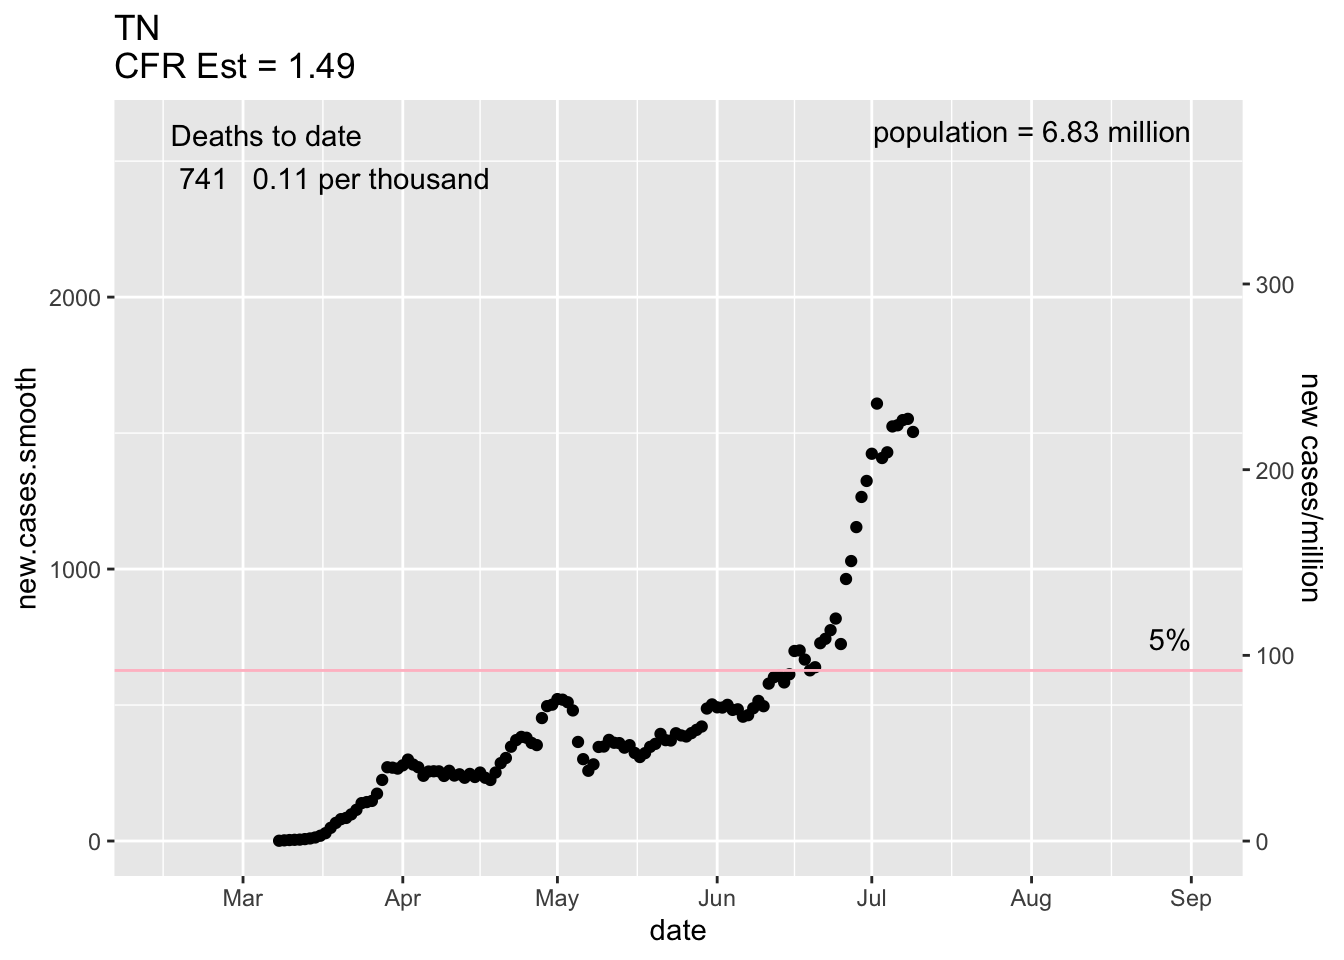 TN
CFR Est = 1.49
Deaths to date
741 0.11 per thousand
population = 6.83 million
new.cases.smooth
2000
1000
0
300
200
100
0
new cases/million
5%
Mar Apr May Jun Jul Aug Sep
date